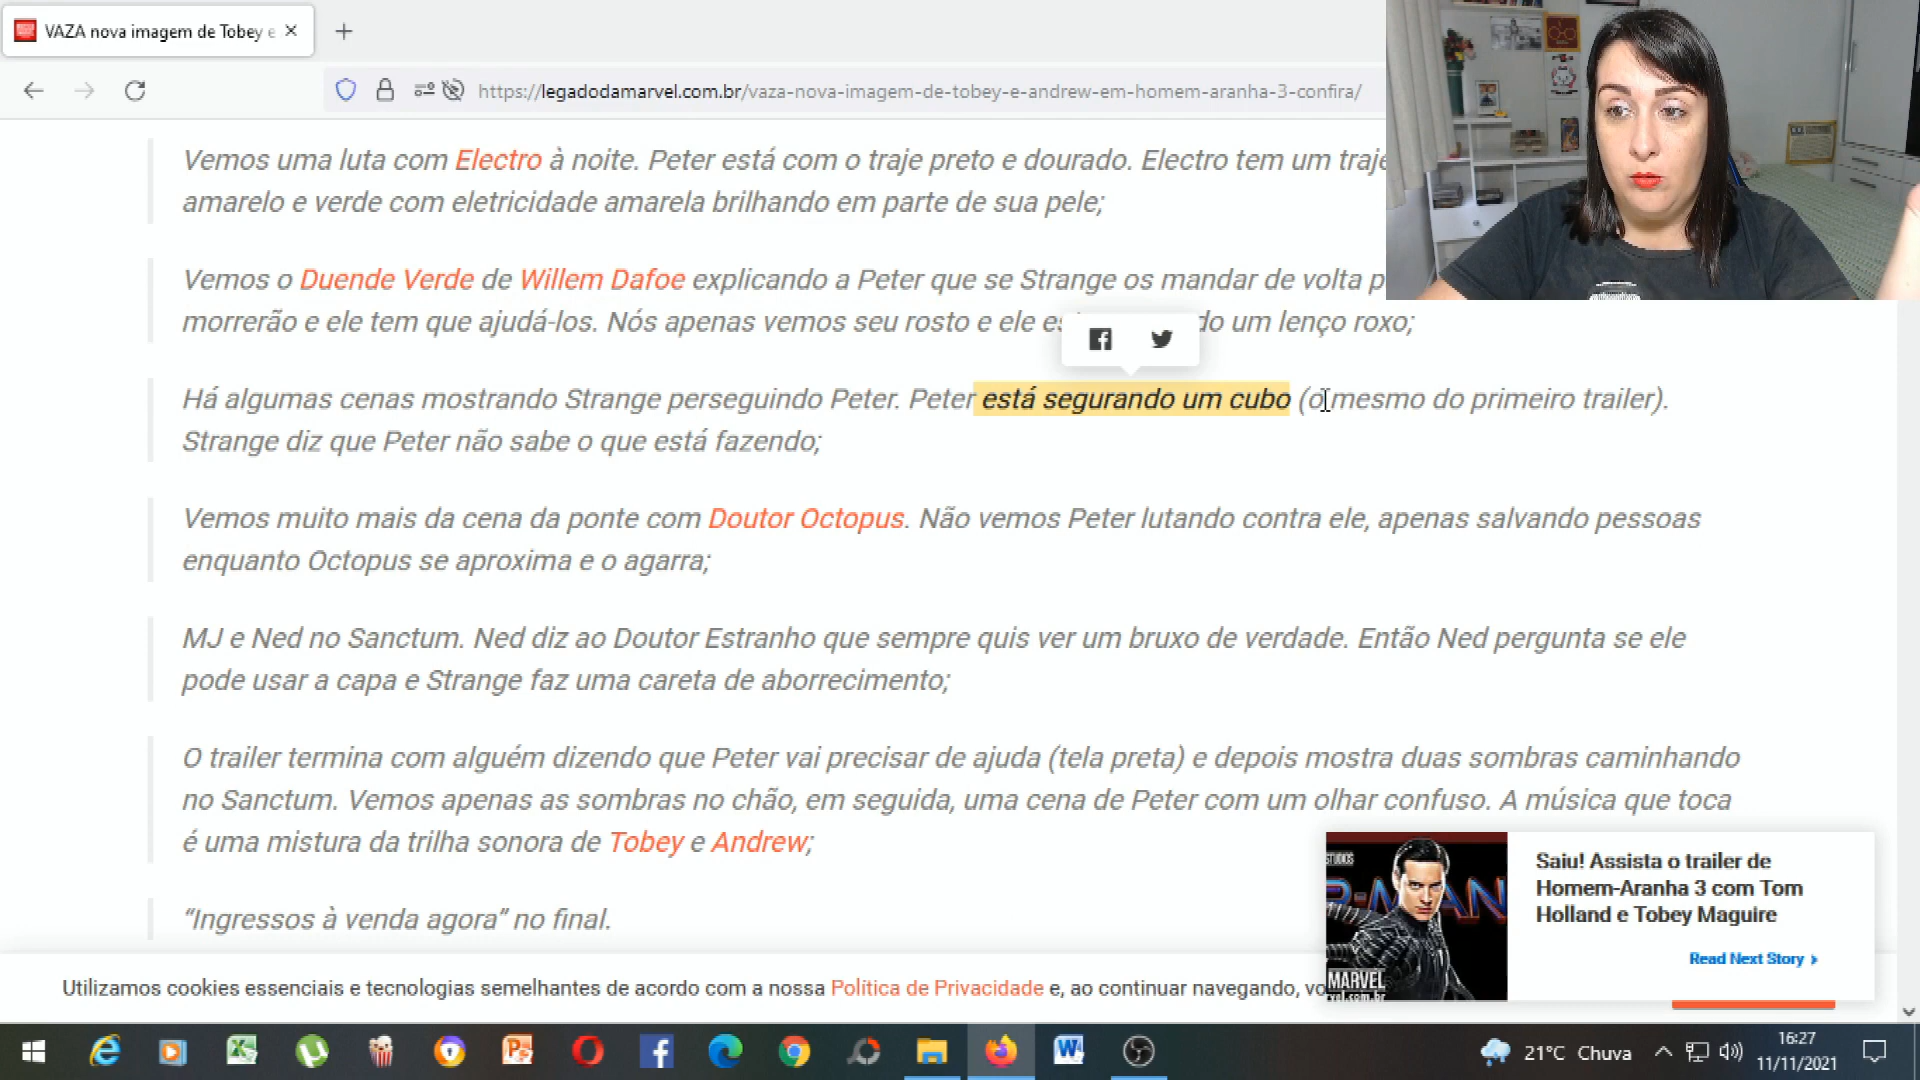 VAZA nova imagem de Tobey e
https://legadodamarvel.com.br/vaza-nova-imagem-de-tobey-e-andrew-em-homem-aranha-3-confira/
Vemos uma luta com Electro à noite. Peter está com o traje preto e dourado. Electro tem um traje
amarelo e verde com eletricidade amarela brilhando em parte de sua pele;
Vemos o Duende Verde de Willem Dafoe explicando a Peter que se Strange os mandar de volta
morrerão e ele tem que ajudá-los. Nós apenas vemos seu rosto e ele um lenço roxo;
Há algumas cenas mostrando Strange perseguindo Peter. Peter está segurando um cubo (o mesmo do primeiro trailer).
Strange diz que Peter não sabe o que está fazendo;
Vemos muito mais da cena da ponte com Doutor Octopus. Não vemos Peter lutando contra ele, apenas salvando pessoas
enquanto Octopus se aproxima e o agarra;
MJ e Ned no Sanctum. Ned diz ao Doutor Estranho que sempre quis ver um bruxo de verdade. Então Ned pergunta se ele
pode usar a capa e Strange faz uma careta de aborrecimento;
O trailer termina com alguém dizendo que Peter vai precisar de ajuda (tela preta) e depois mostra duas sombras caminhando
no Sanctum. Vemos apenas as sombras no chão, em seguida, uma cena de Peter com um olhar confuso. A música que toca
é uma mistura da trilha sonora de Tobey e Andrew;
“Ingressos à venda agora” no final.
STUDIOS
R-MAN
MARVEL
Saiu! Assista o trailer de
Homem-Aranha 3 com Tom
Holland e Tobey Maguire
Read Next Story
Utilizamos cookies essenciais e tecnologias semelhantes de acordo com a nossa Política de Privacidade e, ao continuar navegando,
21°C Chuva
16:27
11/11/2021